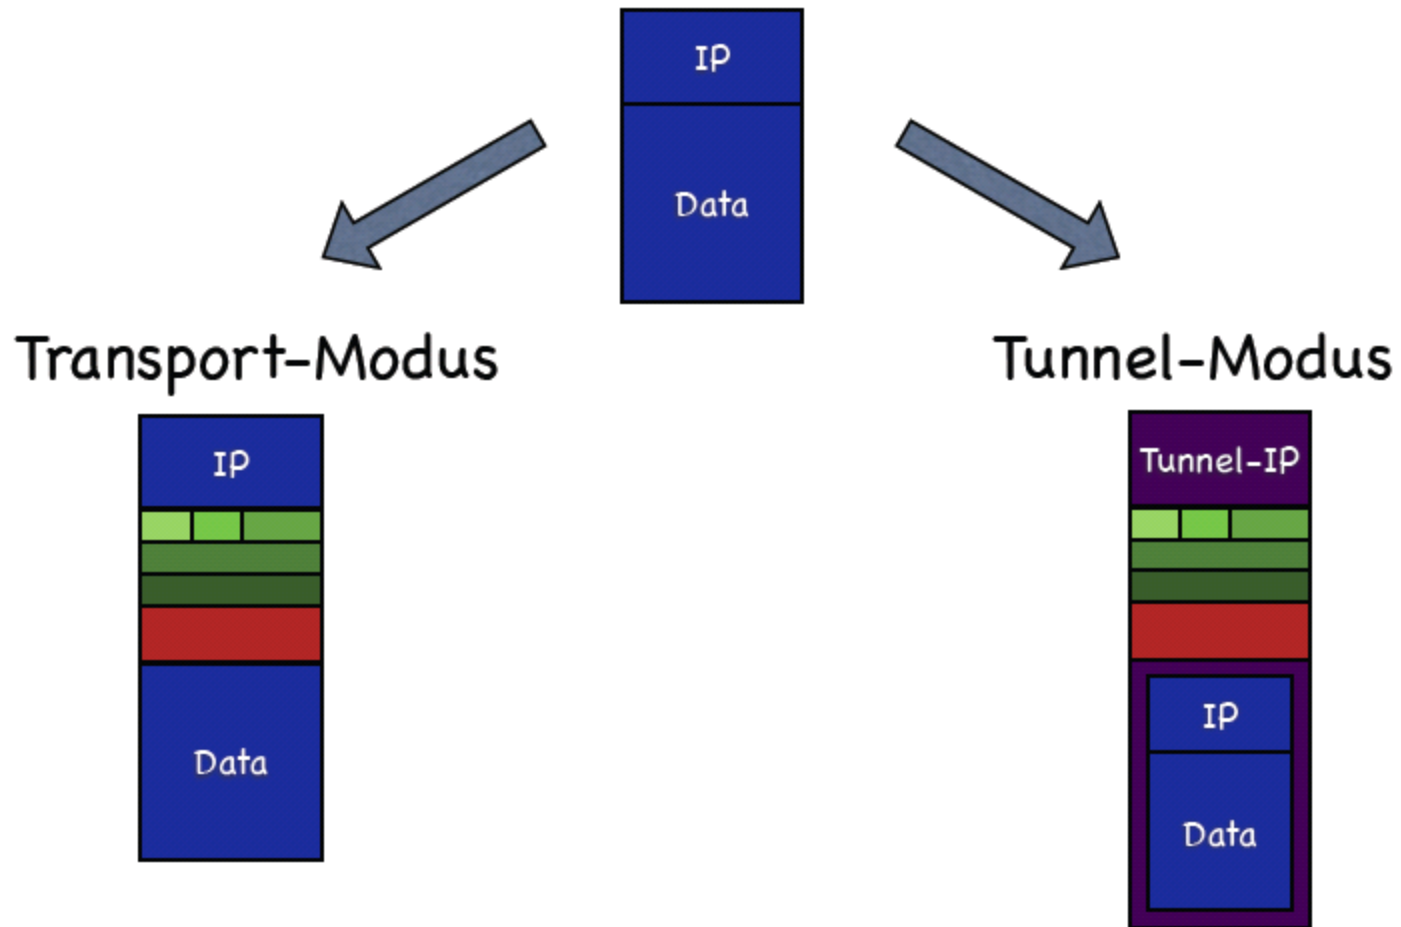 IP
Data
Transport-Modus
Tunnel-Modus
IP
Data
Tunnel-IP
IP
Data